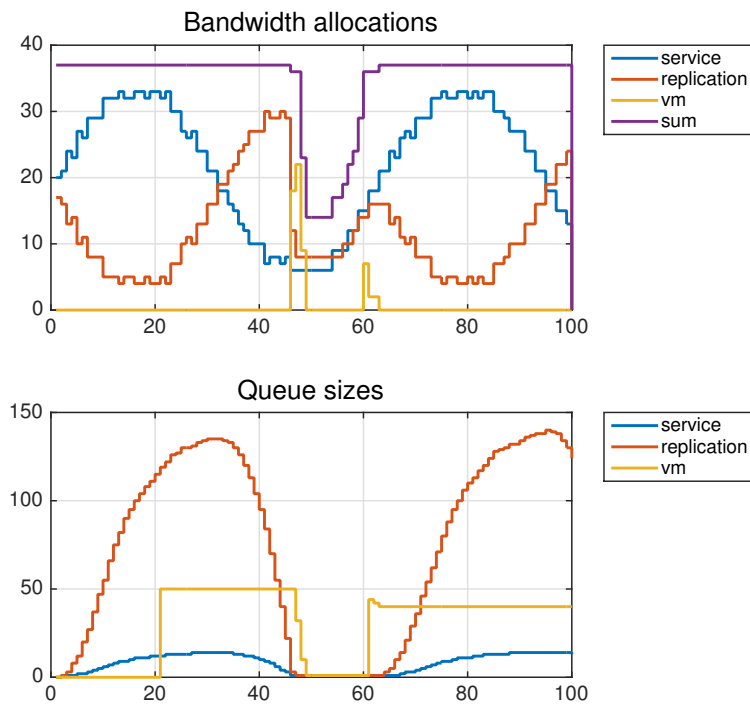 Bandwidth allocations
40
30
20
10
0
0 20 40 60 80 100
service
replication
vm
sum
Queue sizes
150
100
50
0
0 20 40 60 80 100
service
replication
vm